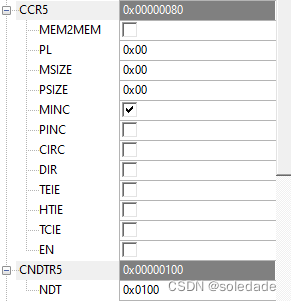 CCR5 0x00000080
MEM2MEM
PL 0x00
MSIZE 0x00
PSIZE 0x00
MINC
PINC
CIRC
DIR
TEIE
HTIE
TCIE
EN
CNDTR5 0x00000100
NDT 0x0100
CSDN @soledade